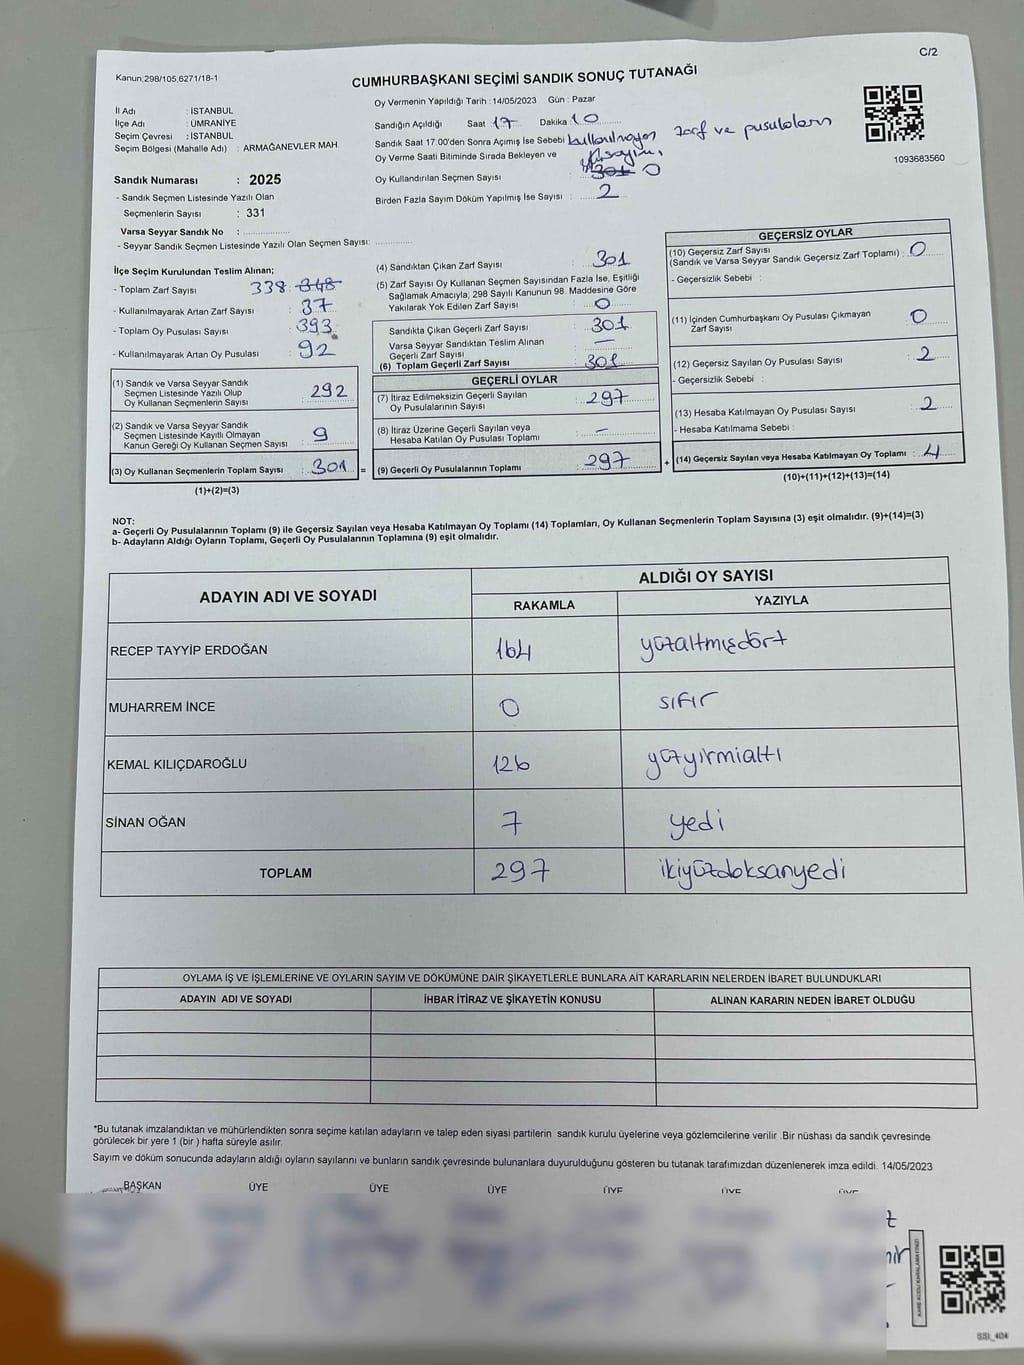 C/2
Kanun:298/105,6271/18-1
CUMHURBAŞKANI SEÇİMİ SANDIK SONUÇ TUTANAĞI
İl Adı : İSTANBUL
İlçe Adı : ÜMRANİYE
Seçim Çevresi : İSTANBUL
Seçim Bölgesi (Mahalle Adı) : ARMAĞANEVLER MAH.
Oy Vermenin Yapıldığı Tarih : 14/05/2023 Gün : Pazar
Sandığın Açıldığı Saat 17 Dakika 10
Sandık Saat 17:00'den Sonra Açımış İse Sebebi kullanılmayan zarf ve pusulaların
sayımı.
Oy Verme Saati Bitiminde Sırada Bekleyen ve
Oy Kullandırılan Seçmen Sayısı : 301 0
Birden Fazla Sayım Döküm Yapılmış İse Sayısı : 2
1093683560
Sandık Numarası : 2025
- Sandık Seçmen Listesinde Yazılı Olan
Seçmenlerin Sayısı : 331
Varsa Seyyar Sandık No :
- Seyyar Sandık Seçmen Listesinde Yazılı Olan Seçmen Sayısı:
İlçe Seçim Kurulundan Teslim Alınan;
- Toplam Zarf Sayısı 338 : 348
- Kullanılmayarak Artan Zarf Sayısı : 37
- Toplam Oy Pusulası Sayısı : 393
- Kullanılmayarak Artan Oy Pusulası : 92
(1) Sandık ve Varsa Seyyar Sandık
Seçmen Listesinde Yazılı Olup
Oy Kullanan Seçmenlerin Sayısı : 292
(2) Sandık ve Varsa Seyyar Sandık
Seçmen Listesinde Kayıtlı Olmayan
Kanun Gereği Oy Kullanan Seçmen Sayısı : 9
(3) Oy Kullanan Seçmenlerin Toplam Sayısı : 301 =
(1)+(2)=(3)
(4) Sandıktan Çıkan Zarf Sayısı : 301
(5) Zarf Sayısı Oy Kullanan Seçmen Sayısından Fazla İse, Eşitliği
Sağlamak Amacıyla, 298 Sayılı Kanunun 98. Maddesine Göre
Yakılarak Yok Edilen Zarf Sayısı : 0
Sandıkta Çıkan Geçerli Zarf Sayısı : 301
Varsa Seyyar Sandıktan Teslim Alınan
Geçerli Zarf Sayısı : —
(6) Toplam Geçerli Zarf Sayısı : 301
GEÇERLİ OYLAR
(7) İtiraz Edilmeksizin Geçerli Sayılan
Oy Pusulalarının Sayısı : 297
(8) İtiraz Üzerine Geçerli Sayılan veya
Hesaba Katılan Oy Pusulası Toplamı : —
(9) Geçerli Oy Pusulalarının Toplamı : 297 +
GEÇERSİZ OYLAR
(10) Geçersiz Zarf Sayısı
(Sandık ve Varsa Seyyar Sandık Geçersiz Zarf Toplamı) : 0
- Geçersizlik Sebebi :
(11) İçinden Cumhurbaşkanı Oy Pusulası Çıkmayan
Zarf Sayısı : 0
(12) Geçersiz Sayılan Oy Pusulası Sayısı : 2
- Geçersizlik Sebebi :
(13) Hesaba Katılmayan Oy Pusulası Sayısı : 2
- Hesaba Katılmama Sebebi :
(14) Geçersiz Sayılan veya Hesaba Katılmayan Oy Toplamı : 4
(10)+(11)+(12)+(13)=(14)
NOT:
a- Geçerli Oy Pusulalarının Toplamı (9) ile Geçersiz Sayılan veya Hesaba Katılmayan Oy Toplamı (14) Toplamları, Oy Kullanan Seçmenlerin Toplam Sayısına (3) eşit olmalıdır. (9)+(14)=(3)
b- Adayların Aldığı Oyların Toplamı, Geçerli Oy Pusulalarının Toplamına (9) eşit olmalıdır.
ADAYIN ADI VE SOYADI
ALDIĞI OY SAYISI
RAKAMLA YAZIYLA
RECEP TAYYİP ERDOĞAN 164 yüzaltmışdört
MUHARREM İNCE 0 sıfır
KEMAL KILIÇDAROĞLU 126 yüzyirmialtı
SİNAN OĞAN 7 yedi
TOPLAM 297 ikiyüzdoksanyedi
OYLAMA İŞ VE İŞLEMLERİNE VE OYLARIN SAYIM VE DÖKÜMÜNE DAİR ŞİKAYETLERLE BUNLARA AİT KARARLARIN NELERDEN İBARET BULUNDUKLARI
ADAYIN ADI VE SOYADI İHBAR İTİRAZ VE ŞİKAYETİN KONUSU ALINAN KARARIN NEDEN İBARET OLDUĞU
*Bu tutanak imzalandıktan ve mühürlendikten sonra seçime katılan adayların ve talep eden siyasi partilerin sandık kurulu üyelerine veya gözlemcilerine verilir .Bir nüshası da sandık çevresinde
görülecek bir yere 1 (bir ) hafta süreyle asılır.
Sayım ve döküm sonucunda adayların aldığı oyların sayılarını ve bunların sandık çevresinde bulunanlara duyurulduğunu gösteren bu tutanak tarafımızdan düzenlenerek imza edildi. 14/05/2023
BAŞKAN ÜYE ÜYE ÜYE ÜYE ÜYE ÜYE
SSI_404